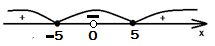 + − +
−5 0 5 x